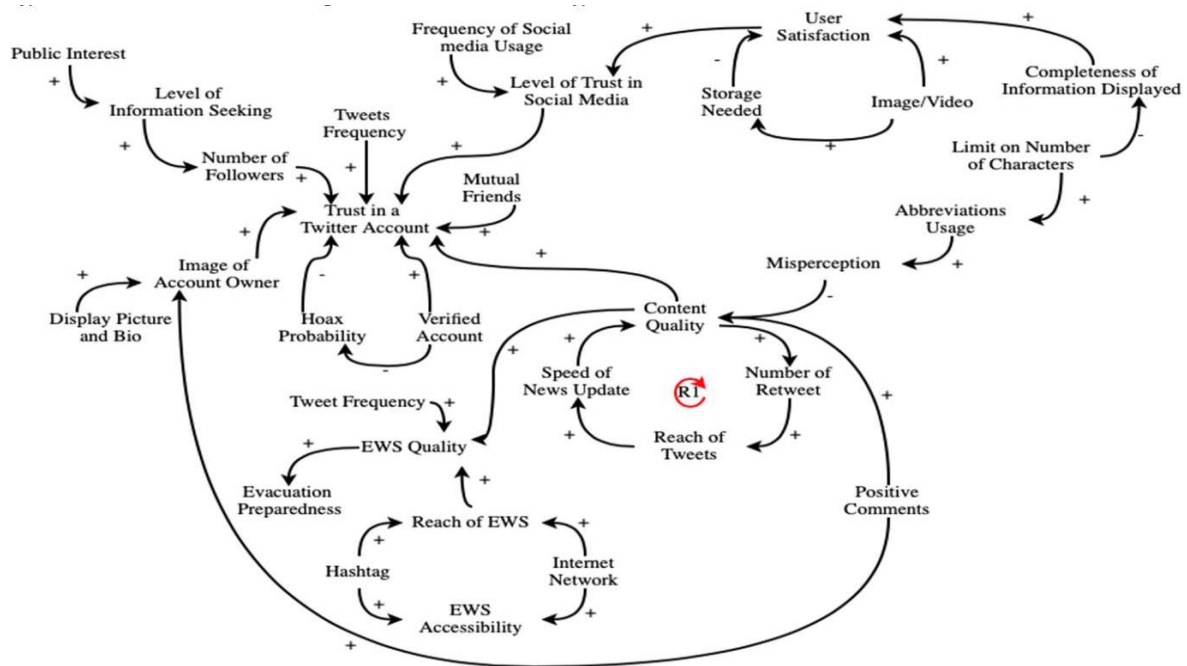 Public Interest
+
Level of
Information Seeking
+
Number of
Followers
+
Tweets
Frequency
+
Frequency of Social
media Usage
+
Level of Trust in
Social Media
+
+
User
Satisfaction
+
-
Storage
Needed
+
Image/Video
+
Completeness of
Information Displayed
-
Limit on Number
of Characters
+
Abbreviations
Usage
+
Misperception
-
Mutual
Friends
+
Trust in a
Twitter Account
+
Image of
Account Owner
+
Display Picture
and Bio
-
Hoax
Probability
+
Verified
Account
-
+
Content
Quality
+
+
+
Speed of
News Update
R1
Number of
Retweet
+
+
Reach of
Tweets
+
Tweet Frequency
+
EWS Quality
+
Evacuation
Preparedness
+
Reach of EWS
+
+
Hashtag
Internet
Network
+
+
EWS
Accessibility
Positive
Comments
+